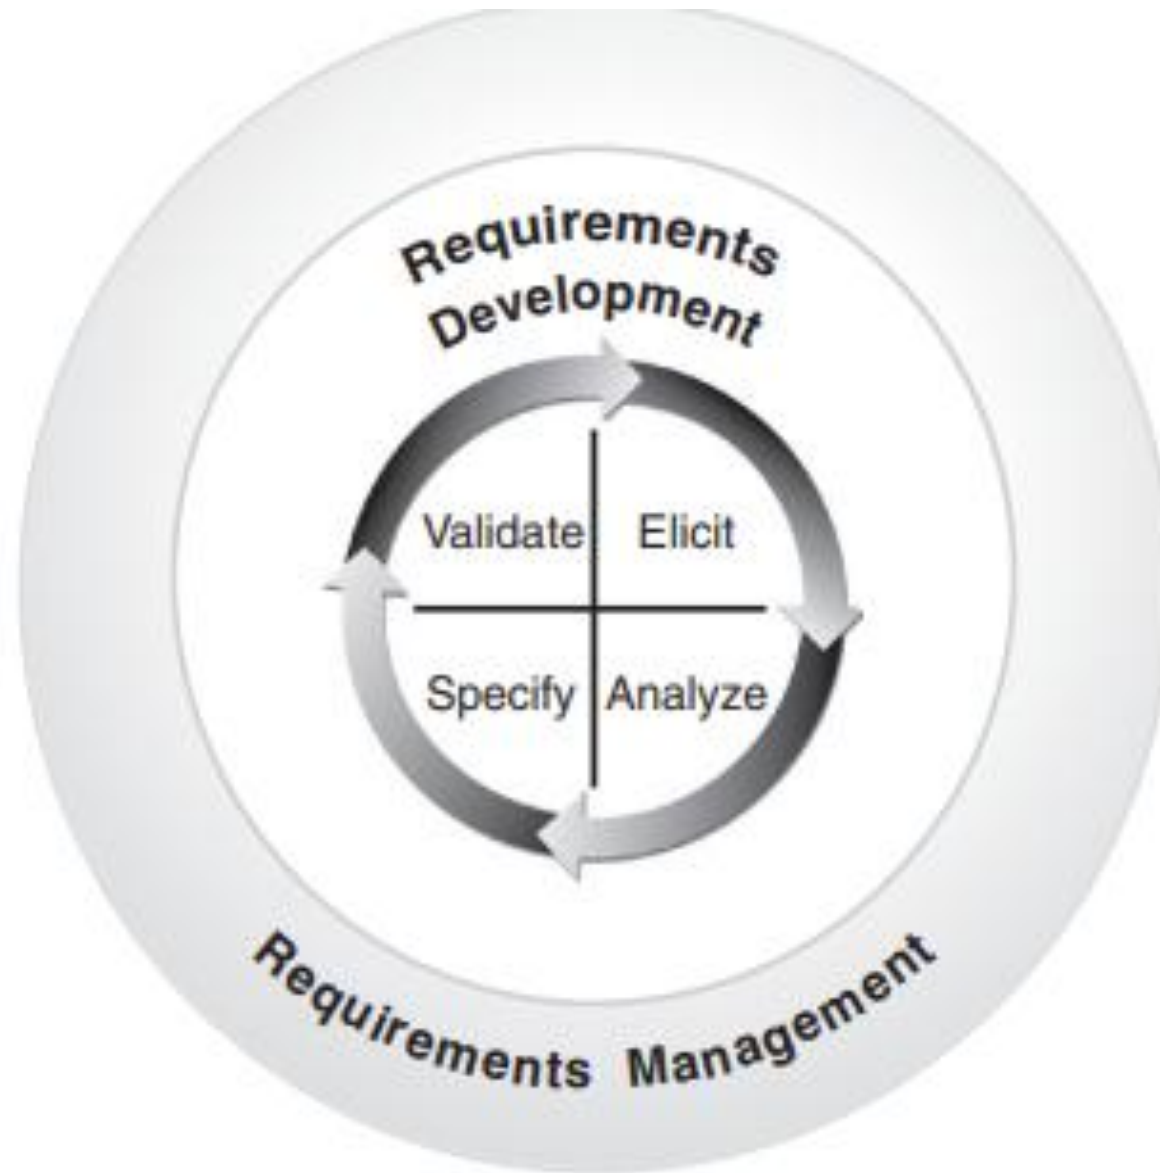 Requirements
Development
Validate
Elicit
Specify
Analyze
Requirements Management